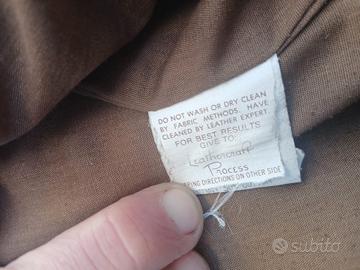 DO NOT WASH OR DRY CLEAN
BY FABRIC METHODS. HAVE
CLEANED BY LEATHER EXPERT.
FOR BEST RESULTS
GIVE TO:
Leathercraft
Process
RING DIRECTIONS ON OTHER SIDE
subito